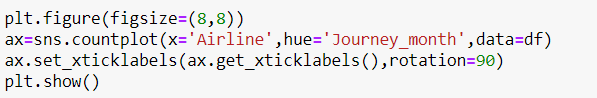 plt.figure(figsize=(8,8))
ax=sns.countplot(x='Airline',hue='Journey_month',data=df)
ax.set_xticklabels(ax.get_xticklabels(),rotation=90)
plt.show()